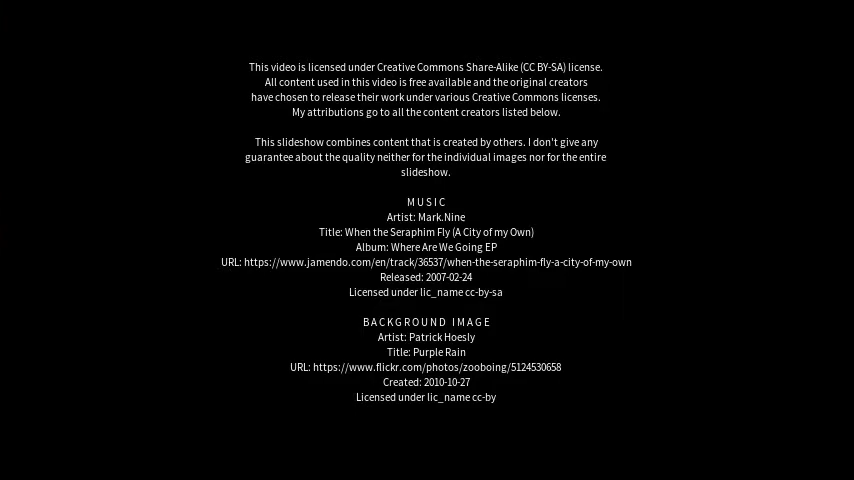 This video is licensed under Creative Commons Share-Alike (CC BY-SA) license.
All content used in this video is free available and the original creators
have chosen to release their work under various Creative Commons licenses.
My attributions go to all the content creators listed below.
This slideshow combines content that is created by others. I don't give any
guarantee about the quality neither for the individual images nor for the entire
slideshow.
MUSIC
Artist: Mark.Nine
Title: When the Seraphim Fly (A City of my Own)
Album: Where Are We Going EP
URL: https://www.jamendo.com/en/track/36537/when-the-seraphim-fly-a-city-of-my-own
Released: 2007-02-24
Licensed under lic_name cc-by-sa
BACKGROUND IMAGE
Artist: Patrick Hoesly
Title: Purple Rain
URL: https://www.flickr.com/photos/zooboing/5124530658
Created: 2010-10-27
Licensed under lic_name cc-by